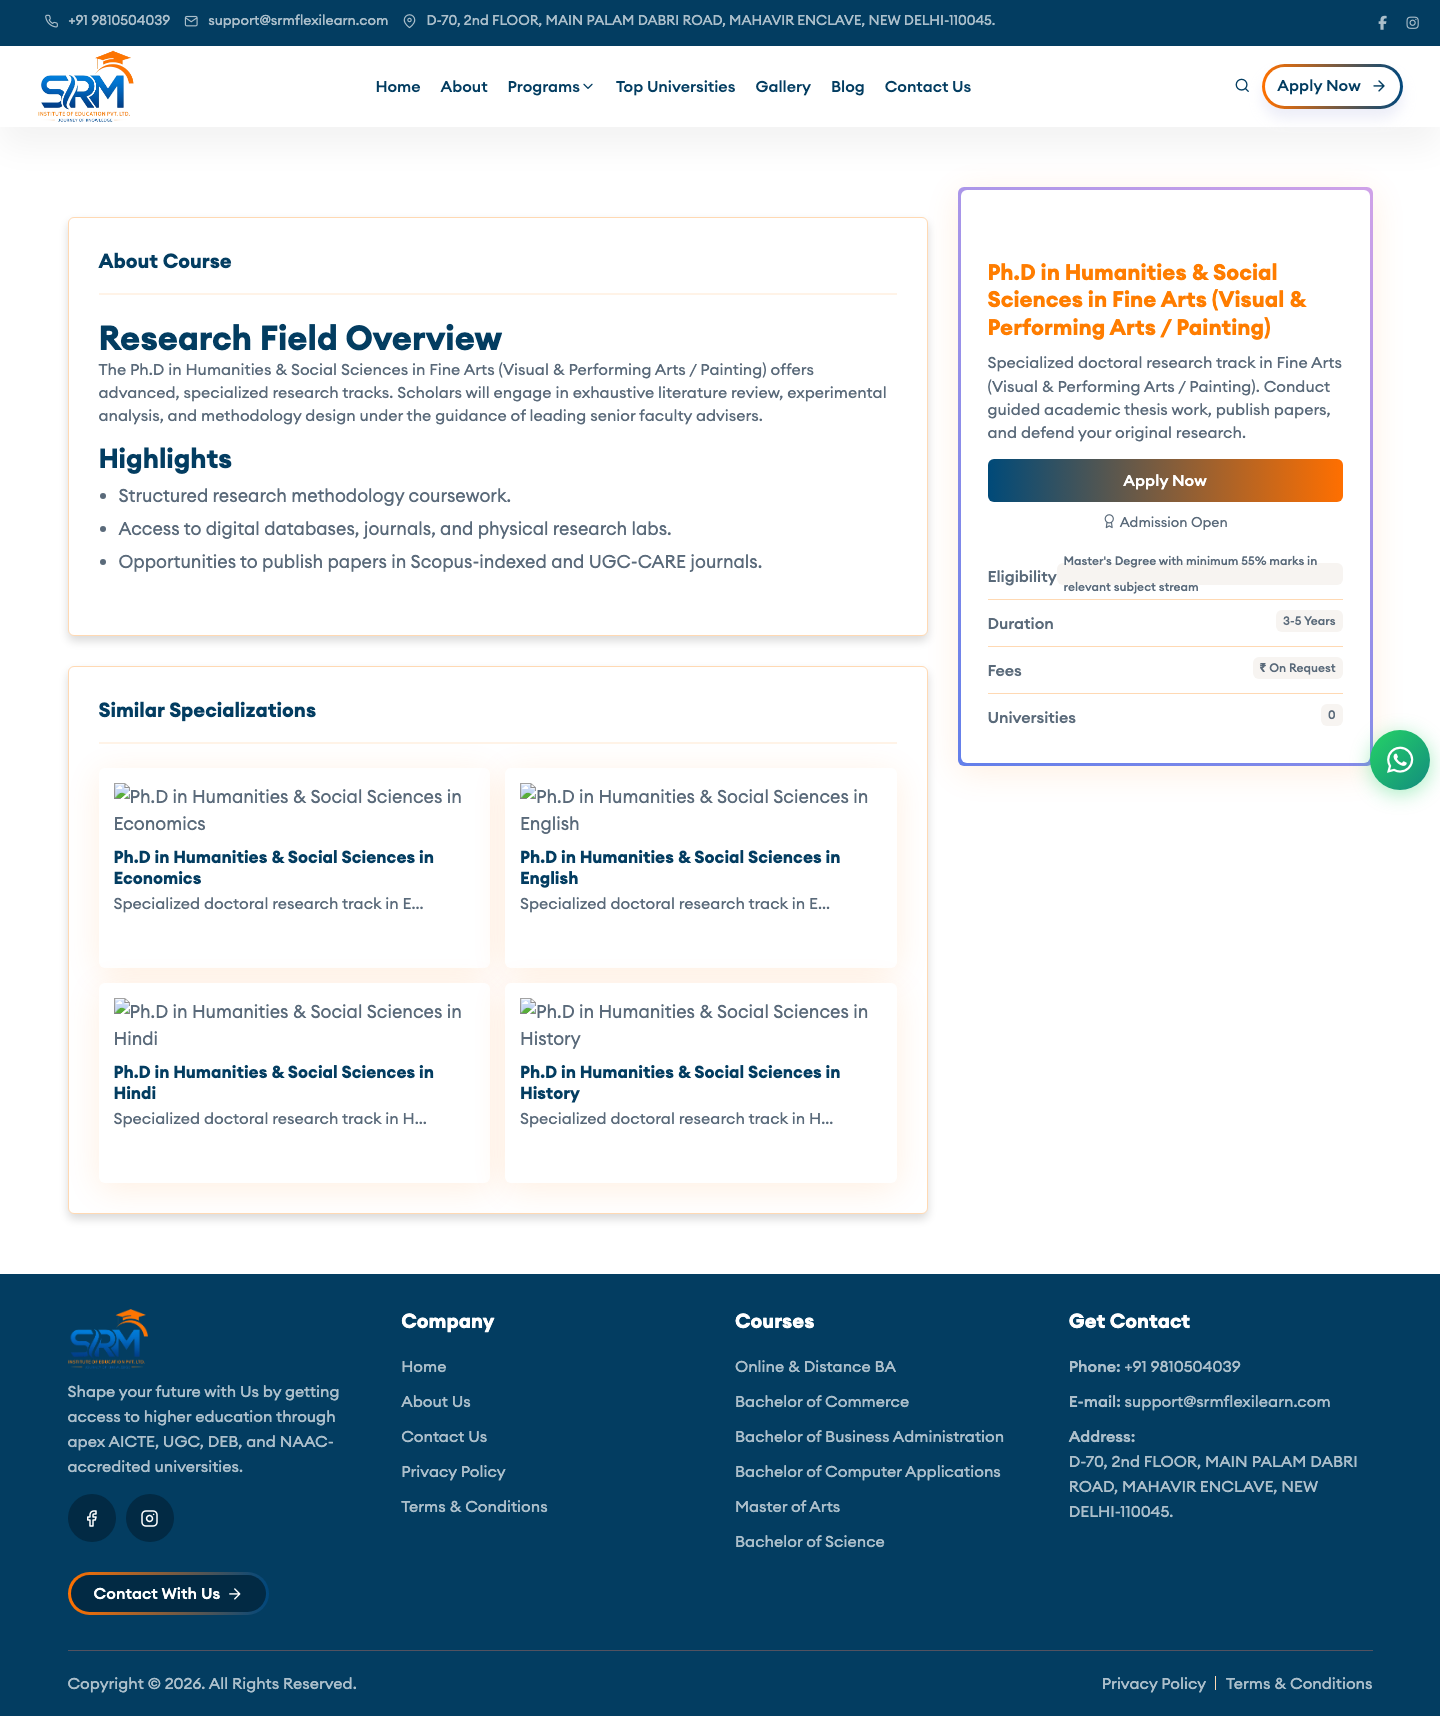 +91 9810504039 support@srmflexilearn.com D-70, 2nd FLOOR, MAIN PALAM DABRI ROAD, MAHAVIR ENCLAVE, NEW DELHI-110045.
SRM
INSTITUTE OF EDUCATION PVT. LTD.
JOURNEY OF KNOWLEDGE
Home About Programs Top Universities Gallery Blog Contact Us
Apply Now
About Course
Research Field Overview
The Ph.D in Humanities & Social Sciences in Fine Arts (Visual & Performing Arts / Painting) offers
advanced, specialized research tracks. Scholars will engage in exhaustive literature review, experimental
analysis, and methodology design under the guidance of leading senior faculty advisers.
Highlights
• Structured research methodology coursework.
• Access to digital databases, journals, and physical research labs.
• Opportunities to publish papers in Scopus-indexed and UGC-CARE journals.
Ph.D in Humanities & Social
Sciences in Fine Arts (Visual &
Performing Arts / Painting)
Specialized doctoral research track in Fine Arts
(Visual & Performing Arts / Painting). Conduct
guided academic thesis work, publish papers,
and defend your original research.
Apply Now
Admission Open
Eligibility Master's Degree with minimum 55% marks in
relevant subject stream
Duration 3-5 Years
Fees ₹ On Request
Universities 0
Similar Specializations
Ph.D in Humanities & Social Sciences in
Economics
Ph.D in Humanities & Social Sciences in
Economics
Specialized doctoral research track in E...
Ph.D in Humanities & Social Sciences in
English
Ph.D in Humanities & Social Sciences in
English
Specialized doctoral research track in E...
Ph.D in Humanities & Social Sciences in
Hindi
Ph.D in Humanities & Social Sciences in
Hindi
Specialized doctoral research track in H...
Ph.D in Humanities & Social Sciences in
History
Ph.D in Humanities & Social Sciences in
History
Specialized doctoral research track in H...
SRM
INSTITUTE OF EDUCATION PVT. LTD.
Shape your future with Us by getting
access to higher education through
apex AICTE, UGC, DEB, and NAAC-
accredited universities.
Contact With Us
Company
Home
About Us
Contact Us
Privacy Policy
Terms & Conditions
Courses
Online & Distance BA
Bachelor of Commerce
Bachelor of Business Administration
Bachelor of Computer Applications
Master of Arts
Bachelor of Science
Get Contact
Phone: +91 9810504039
E-mail: support@srmflexilearn.com
Address:
D-70, 2nd FLOOR, MAIN PALAM DABRI
ROAD, MAHAVIR ENCLAVE, NEW
DELHI-110045.
Copyright © 2026. All Rights Reserved.
Privacy Policy | Terms & Conditions